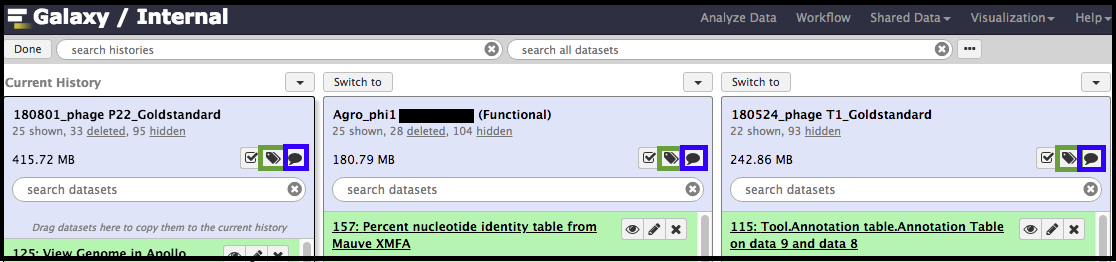 Galaxy / Internal
Analyze Data Workflow Shared Data Visualization Help
Done search histories search all datasets ...
Current History Switch to Switch to
180801_phage P22_Goldstandard
25 shown, 33 deleted, 95 hidden
415.72 MB
search datasets
Drag datasets here to copy them to the current history
125: View Genome in Apollo
Agro_phi1 (Functional)
25 shown, 28 deleted, 104 hidden
180.79 MB
search datasets
157: Percent nucleotide identity table from
Mauve XMFA
180524_phage T1_Goldstandard
22 shown, 93 hidden
242.86 MB
search datasets
115: Tool.Annotation table.Annotation Table
on data 9 and data 8